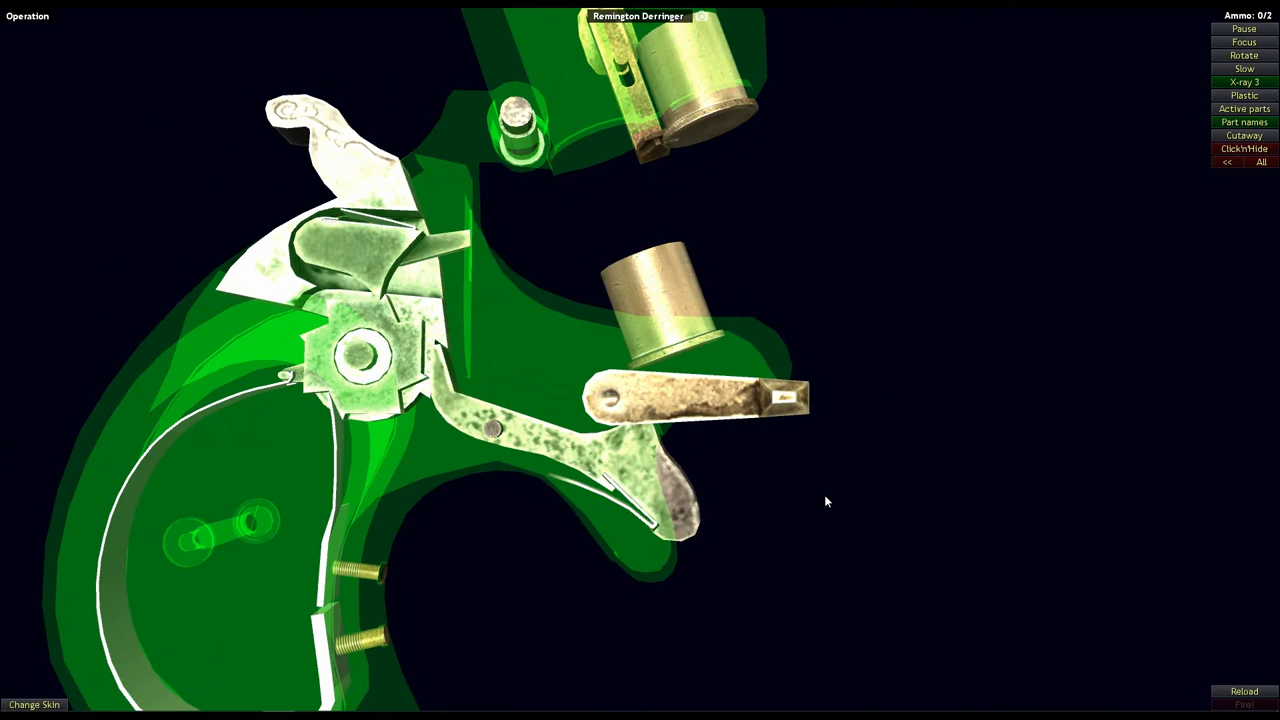 Operation
Remington Derringer
Ammo: 0/2
Pause
Focus
Rotate
Slow
X-ray 3
Plastic
Active parts
Part names
Cutaway
Click'n'Hide
<< All
Reload
Fire!
Change Skin